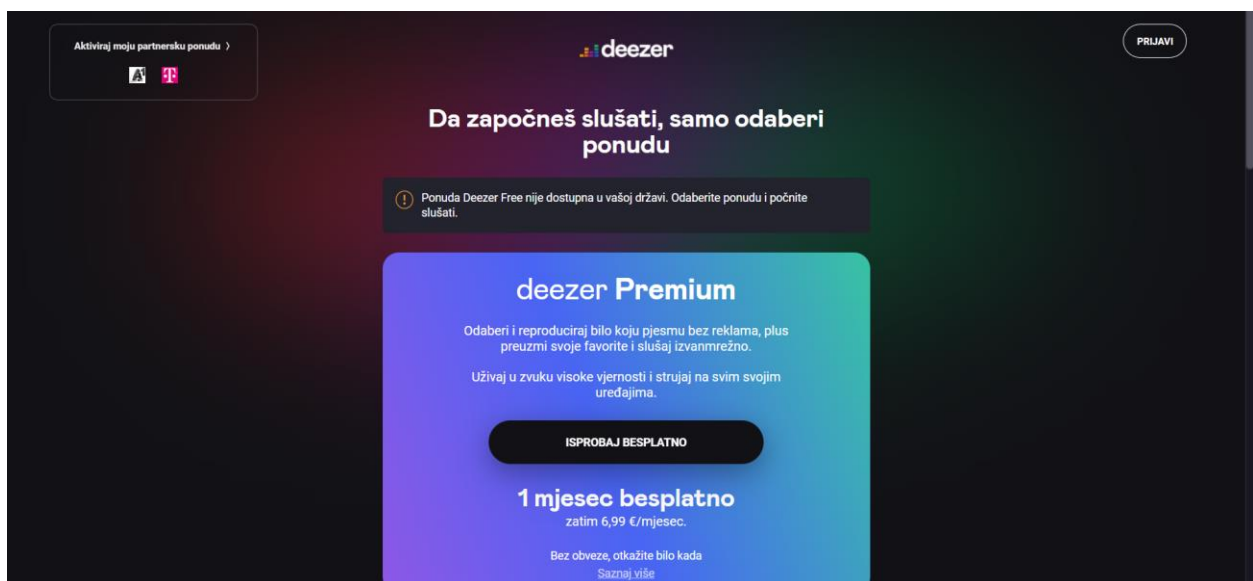 Aktiviraj moju partnersku ponudu >
A1 T
deezer
PRIJAVI
Da započneš slušati, samo odaberi
ponudu
Ponuda Deezer Free nije dostupna u vašoj državi. Odaberite ponudu i počnite
slušati.
deezer Premium
Odaberi i reproduciraj bilo koju pjesmu bez reklama, plus
preuzmi svoje favorite i slušaj izvanmrežno.
Uživaj u zvuku visoke vjernosti i strujaj na svim svojim
uređajima.
ISPROBAJ BESPLATNO
1 mjesec besplatno
zatim 6,99 €/mjesec.
Bez obveze, otkažite bilo kada
Saznaj više